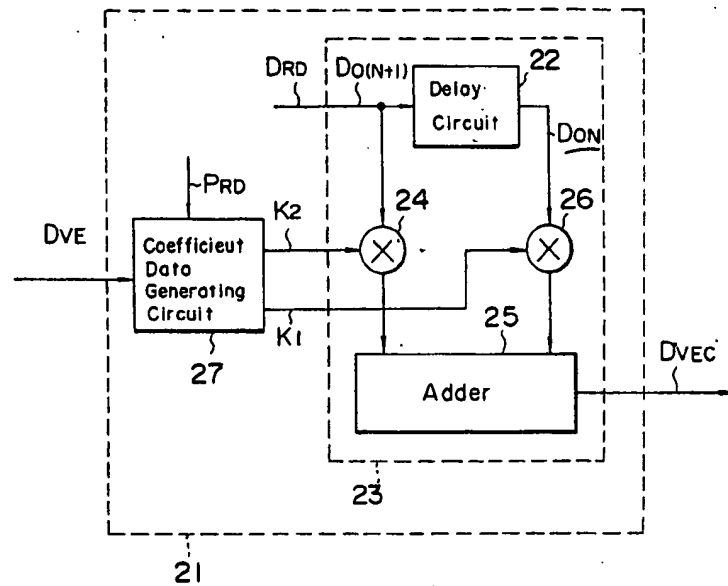 DRD
DO(N+1)
22
Delay
Circuit
DON
PRD
24
26
DVE
K2
Coefficieut
Data
Generating
Circuit
K1
27
25
Adder
DVEC
23
21